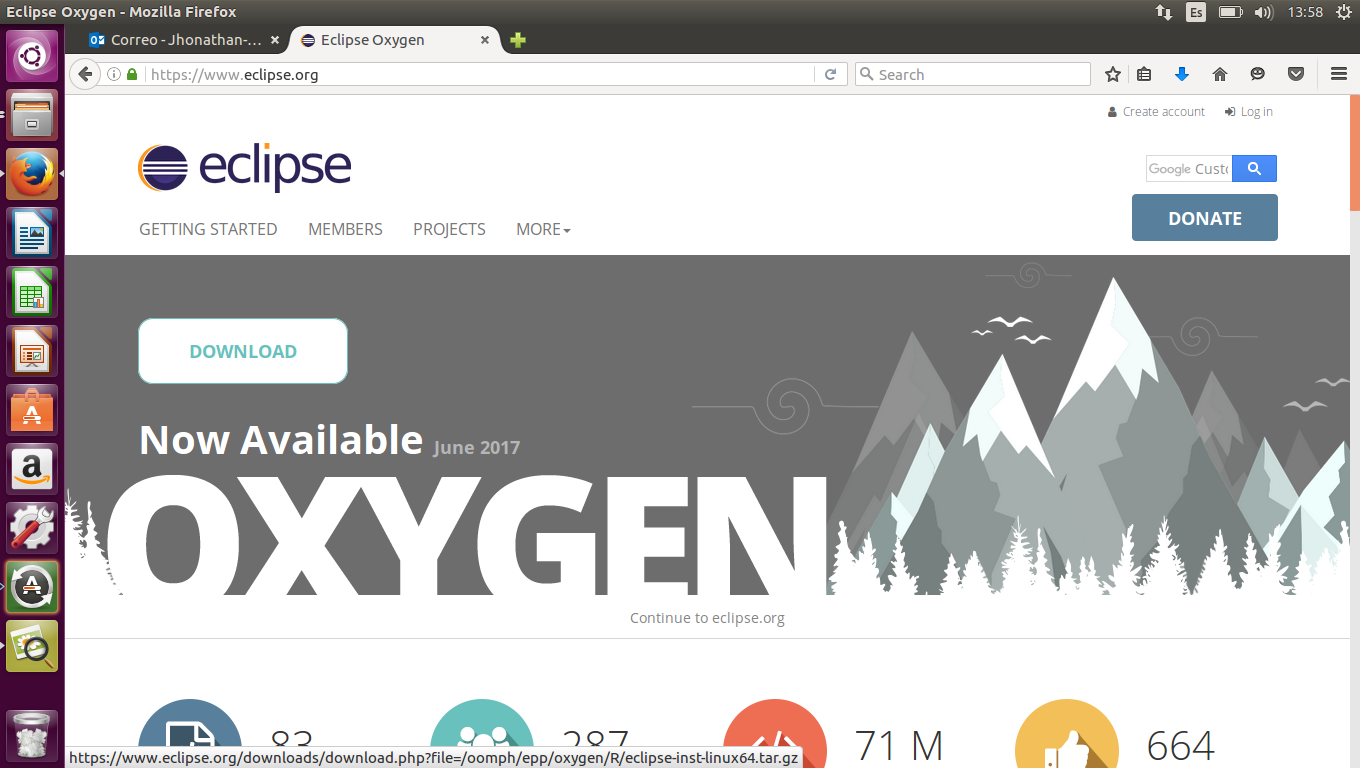 Eclipse Oxygen - Mozilla Firefox
Es
13:58
Correo - Jhonathan-...
Eclipse Oxygen
https://www.eclipse.org
Search
Create account
Log in
eclipse
Google Custo
GETTING STARTED
MEMBERS
PROJECTS
MORE
DONATE
DOWNLOAD
Now Available June 2017
OXYGEN
Continue to eclipse.org
83
287
71 M
664
https://www.eclipse.org/downloads/download.php?file=/oomph/epp/oxygen/R/eclipse-inst-linux64.tar.gz